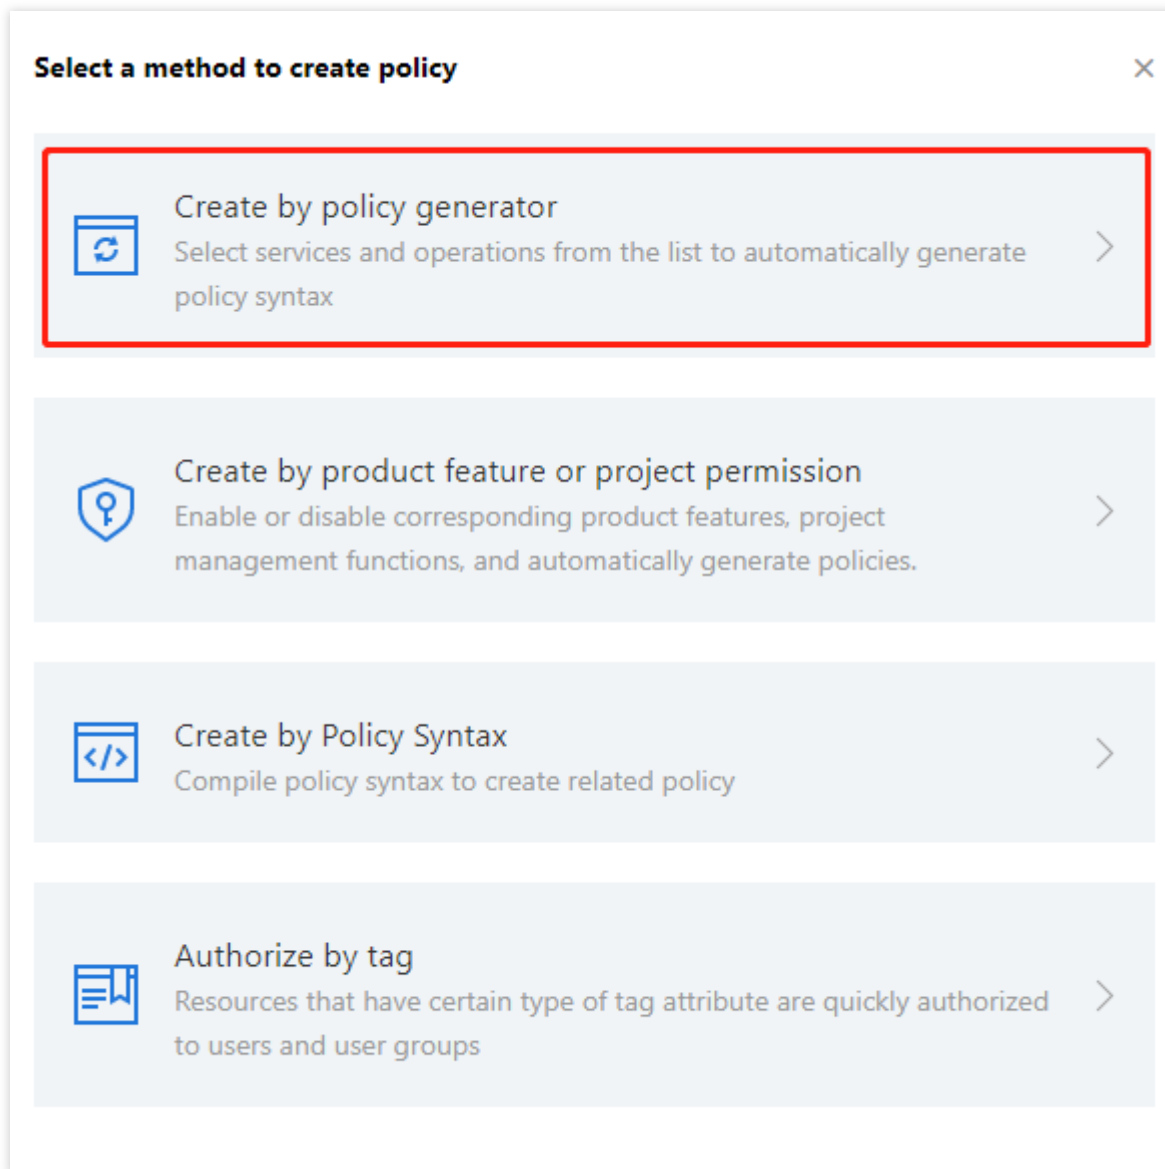 Select a method to create policy
Create by policy generator
Select services and operations from the list to automatically generate
policy syntax
Create by product feature or project permission
Enable or disable corresponding product features, project
management functions, and automatically generate policies.
Create by Policy Syntax
Compile policy syntax to create related policy
Authorize by tag
Resources that have certain type of tag attribute are quickly authorized
to users and user groups